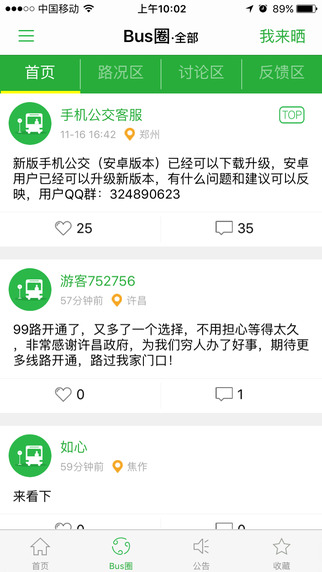 中国移动 上午10:02 89%
Bus圈·全部 我来晒
首页 路况区 讨论区 反馈区
手机公交客服 TOP
11-16 16:42 郑州
新版手机公交（安卓版本）已经可以下载升级，安卓
用户已经可以升级新版本，有什么问题和建议可以反
映，用户QQ群：324890623
25 35
游客752756
57分钟前 许昌
99路开通了，又多了一个选择，不用担心等得太久
，非常感谢许昌政府，为我们穷人办了好事，期待更
多线路开通，路过我家门口！
0 1
如心
59分钟前 焦作
来看下
0 0
首页 Bus圈 公告 收藏